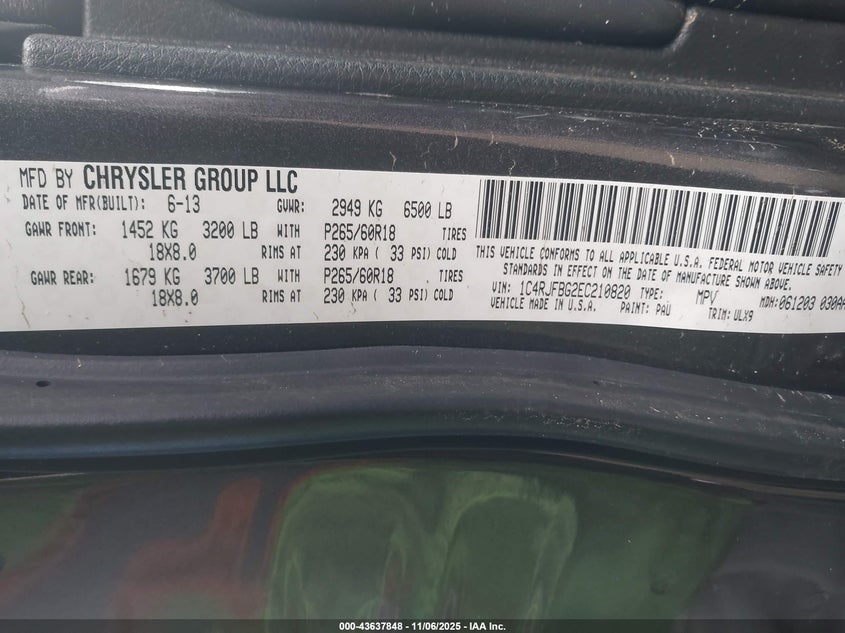 MFD BY CHRYSLER GROUP LLC
DATE OF MFR(BUILT): 6-13 GVWR: 2949 KG 6500 LB
GAWR FRONT: 1452 KG 3200 LB WITH P265/60R18 TIRES
18X8.0 RIMS AT 230 KPA ( 33 PSI) COLD
GAWR REAR: 1679 KG 3700 LB WITH P265/60R18 TIRES
18X8.0 RIMS AT 230 KPA ( 33 PSI) COLD
THIS VEHICLE CONFORMS TO ALL APPLICABLE U.S.A. FEDERAL MOTOR VEHICLE SAFETY
STANDARDS IN EFFECT ON THE DATE OF MANUFACTURE SHOWN ABOVE.
VIN: 1C4RJFBG2EC210820 TYPE: MPV MDH: 061203 030AA
VEHICLE MADE IN U.S.A. PAINT: PAU TRIM: ULX9
000-43637848 - 11/06/2025 - IAA Inc.